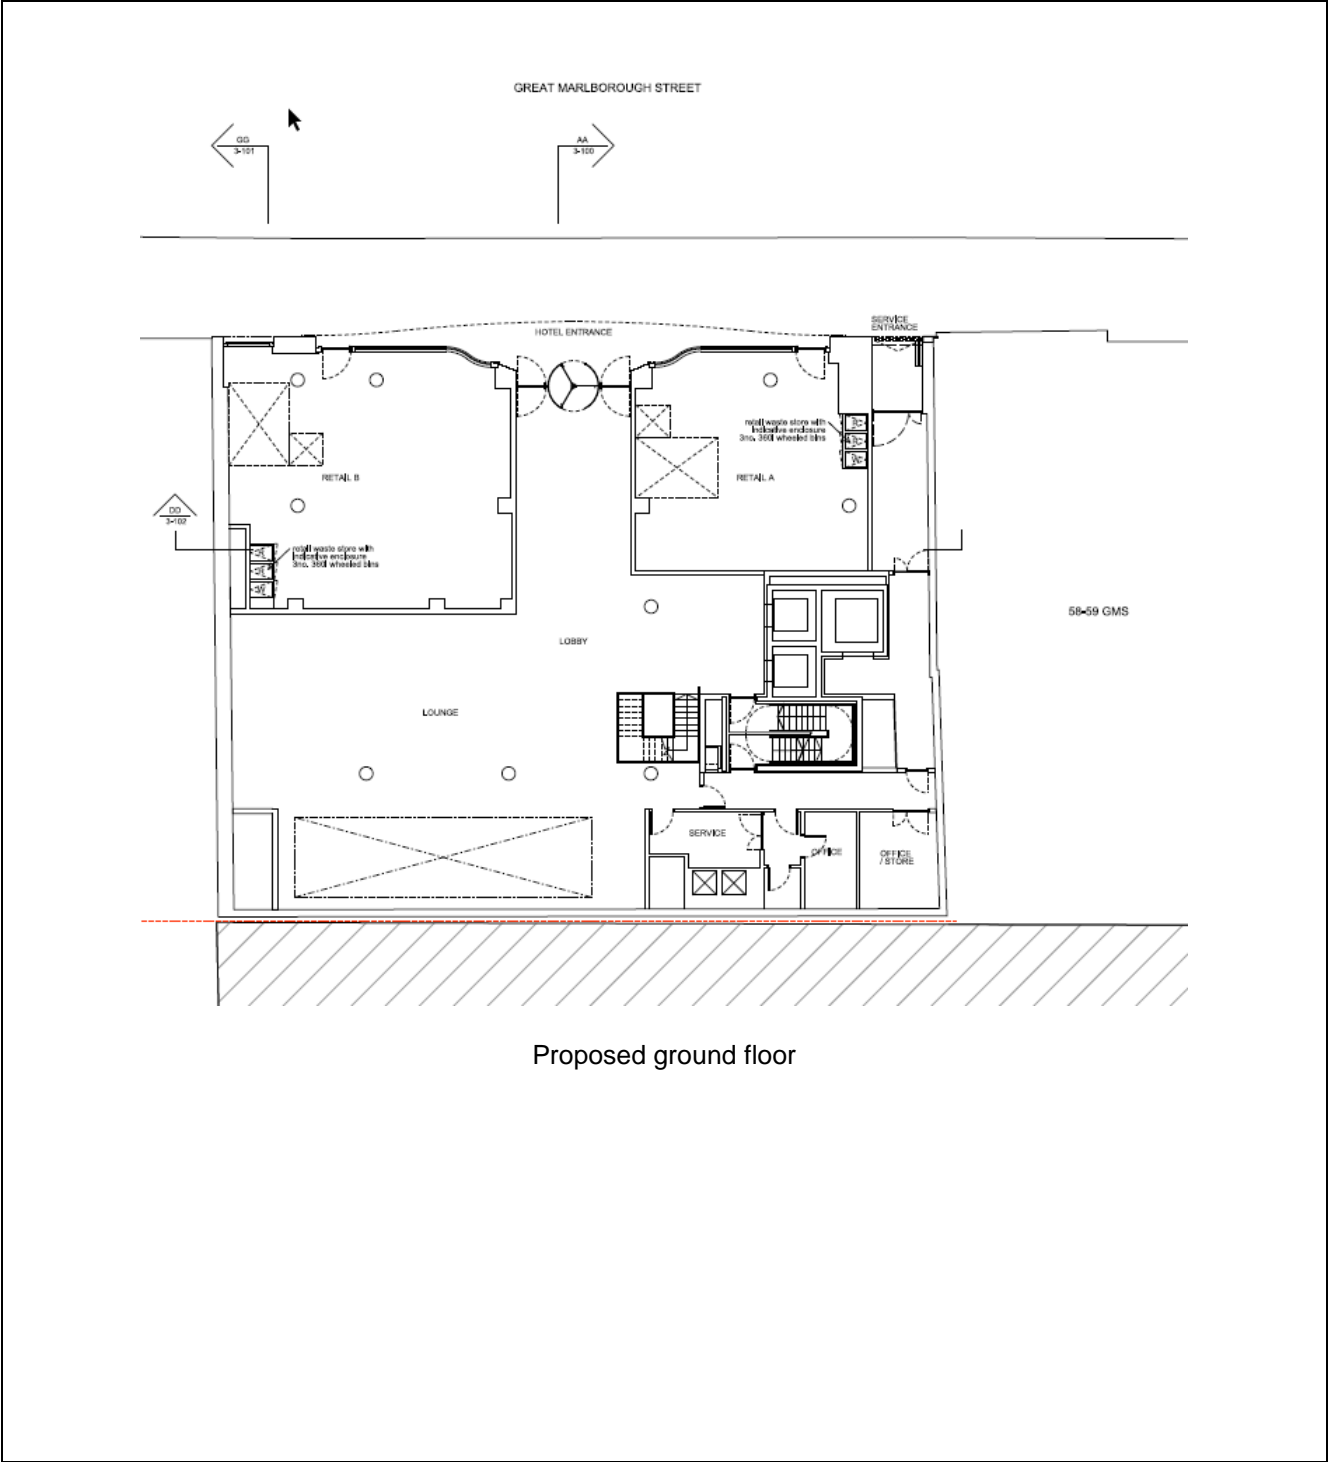 GREAT MARLBOROUGH STREET
GG
3-101
AA
3-100
HOTEL ENTRANCE
SERVICE
ENTRANCE
retail waste store with
indicative enclosure
3no. 360l wheeled bins
RETAIL B
RETAIL A
DD
3-102
retail waste store with
indicative enclosure
3no. 360l wheeled bins
58-59 GMS
LOBBY
LOUNGE
SERVICE
OFFICE
OFFICE
/ STORE
Proposed ground floor